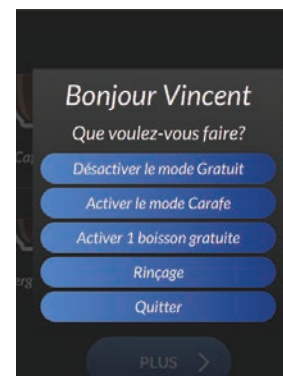 Bonjour Vincent
Que voulez-vous faire?
Désactiver le mode Gratuit
Activer le mode Carafe
Activer 1 boisson gratuite
Rinçage
Quitter
PLUS >